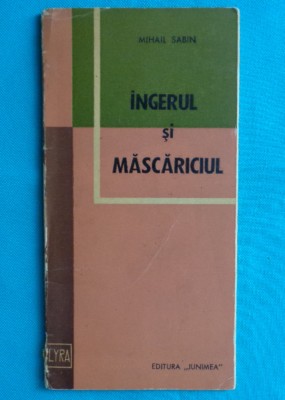 MIHAIL SABIN
ÎNGERUL
și
MĂSCĂRICIUL
LYRA
EDITURA „JUNIMEA"